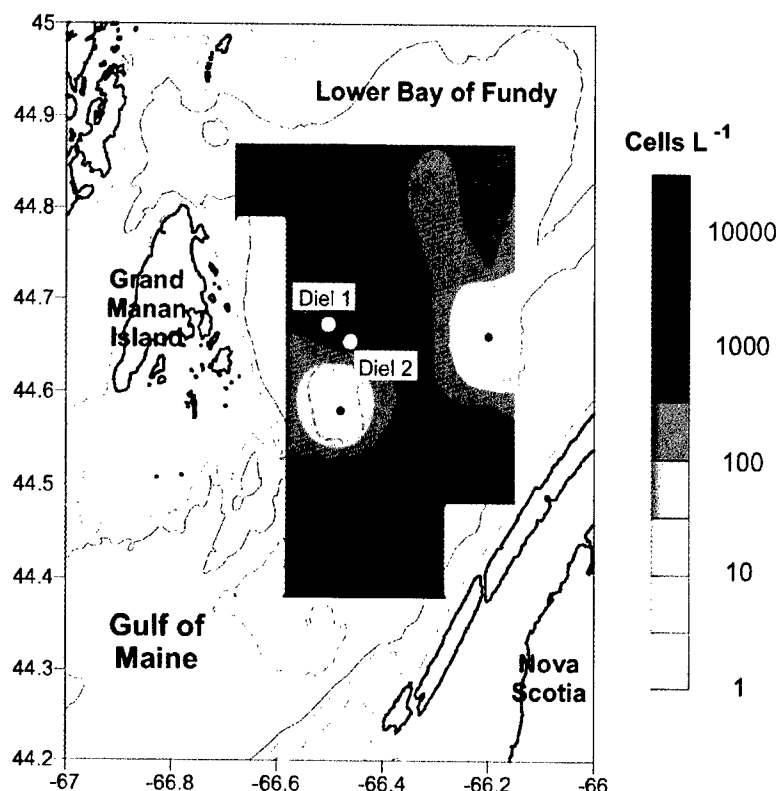 45
44.9
44.8
44.7
44.6
44.5
44.4
44.3
44.2
-67
-66.8
-66.6
-66.4
-66.2
-66
Lower Bay of Fundy
Grand
Manan
Island
Diel 1
Diel 2
Gulf of
Maine
Nova
Scotia
Cells L⁻¹
10000
1000
100
10
1